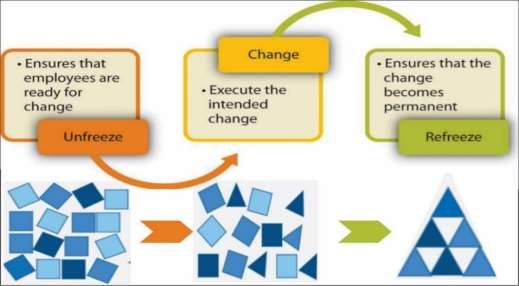 • Ensures that
employees are
ready for
change
Unfreeze
Change
• Execute the
intended
change
• Ensures that the
change
becomes
permanent
Refreeze